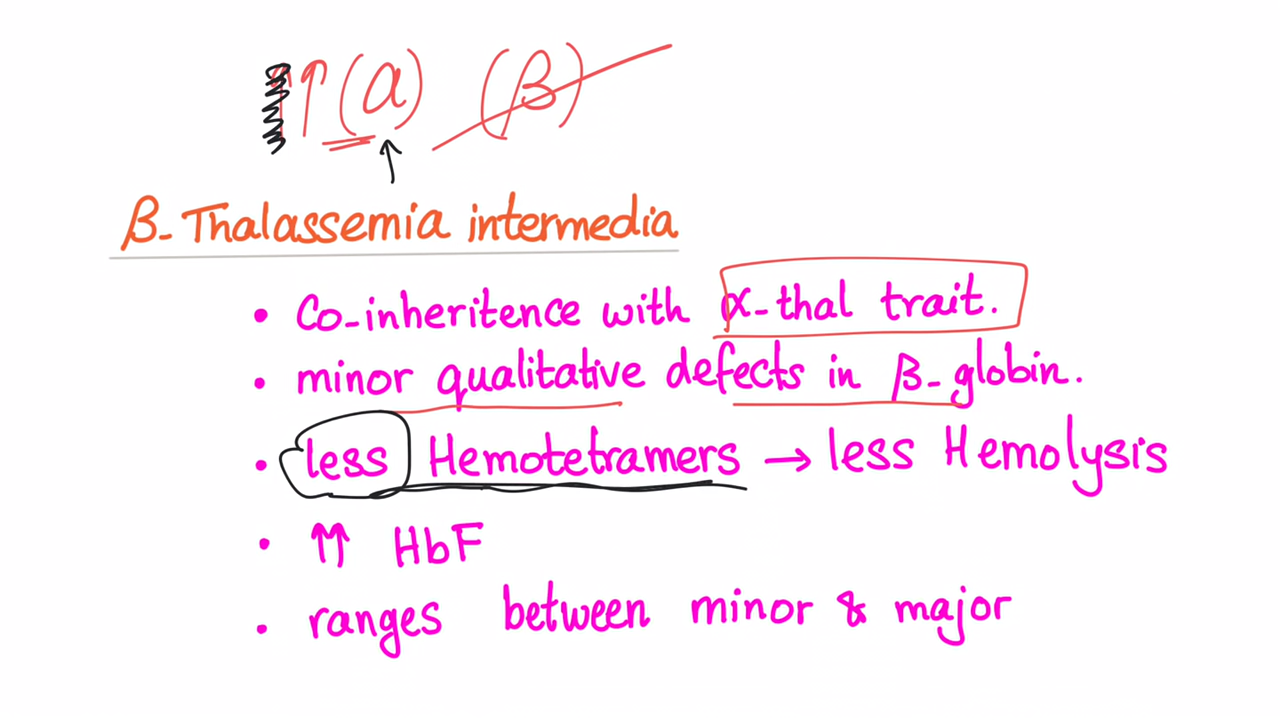 ↑ (α) (β)
β-Thalassemia intermedia
• Co-inheritence with α-thal trait.
• minor qualitative defects in β-globin.
• less Hemotetramers → less Hemolysis
• ↑↑ HbF
• ranges between minor & major